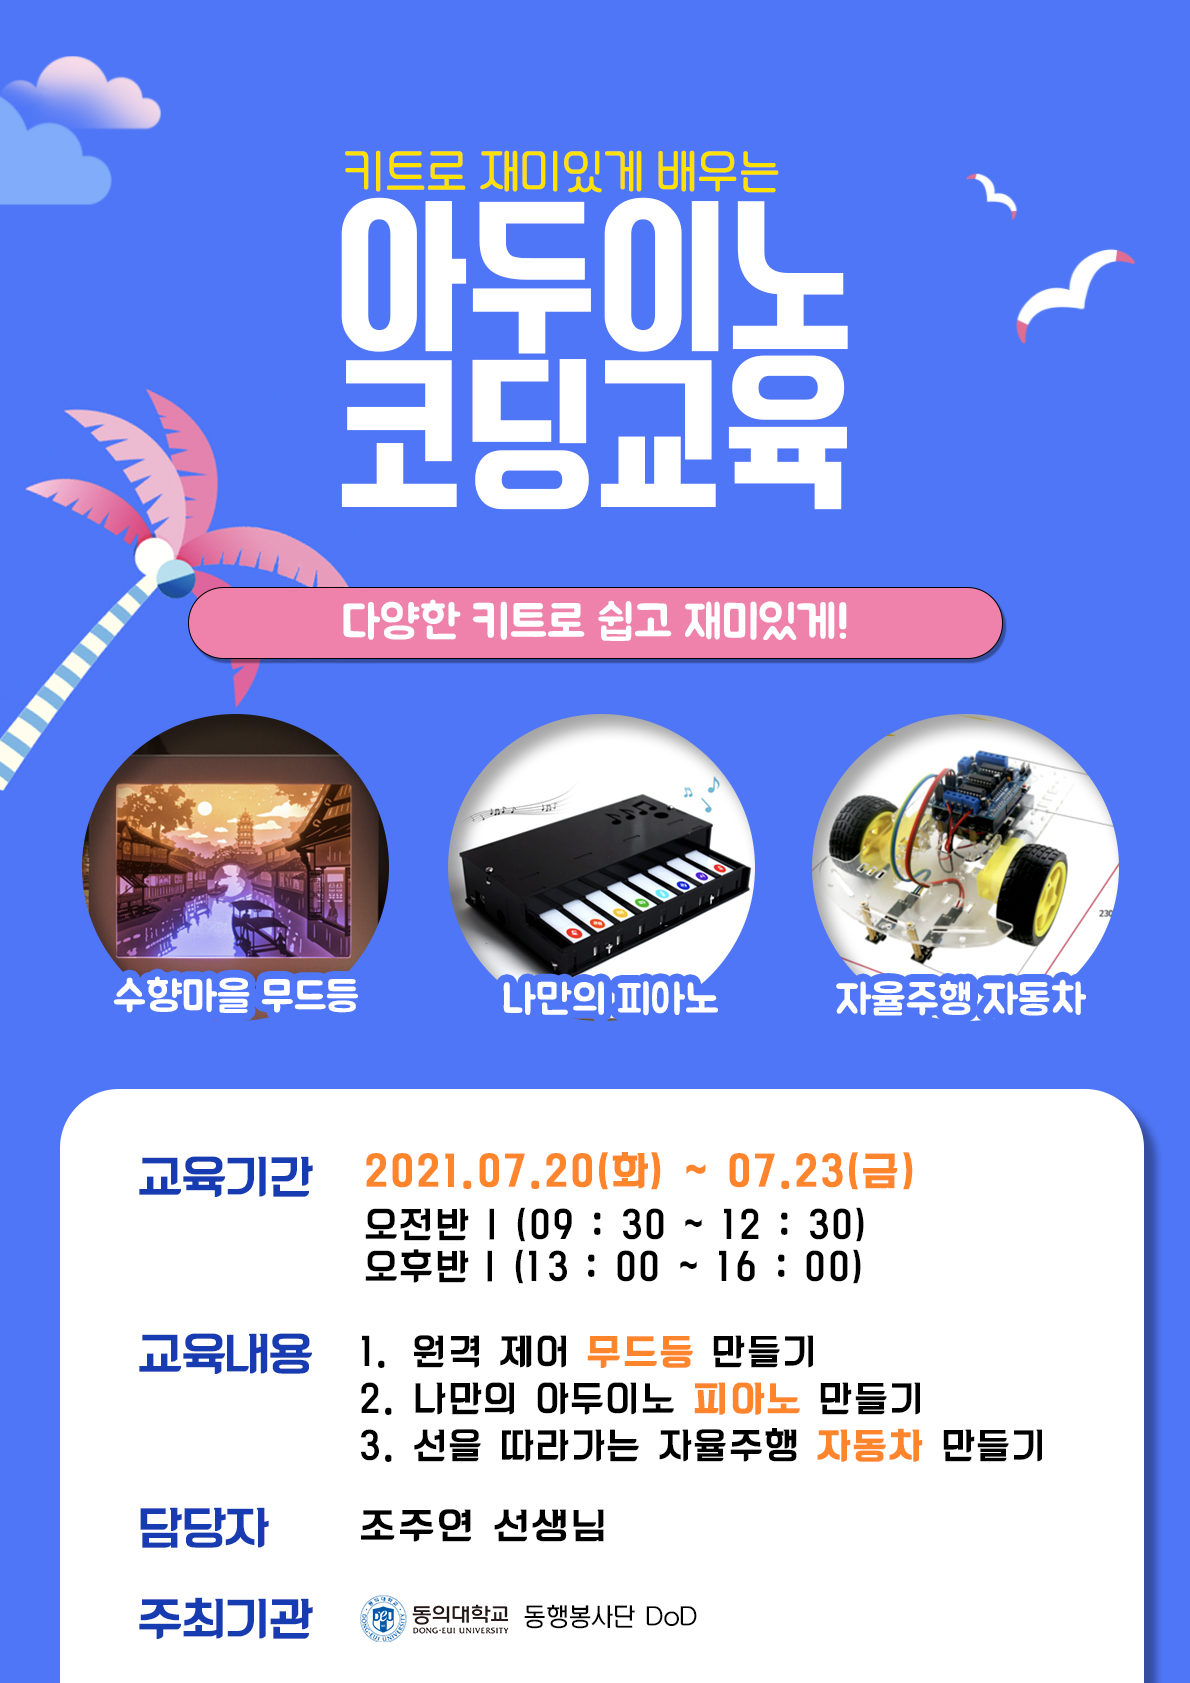 키트로 재미있게 배우는
아두이노
코딩교육
다양한 키트로 쉽고 재미있게!
수향마을 무드등
나만의 피아노
자율주행 자동차
230
교육기간 2021.07.20(화) ~ 07.23(금)
오전반 | (09 : 30 ~ 12 : 30)
오후반 | (13 : 00 ~ 16 : 00)
교육내용 1. 원격 제어 무드등 만들기
2. 나만의 아두이노 피아노 만들기
3. 선을 따라가는 자율주행 자동차 만들기
담당자 조주연 선생님
주최기관 동의대학교 동행봉사단 DoD
DONG-EUI UNIVERSITY